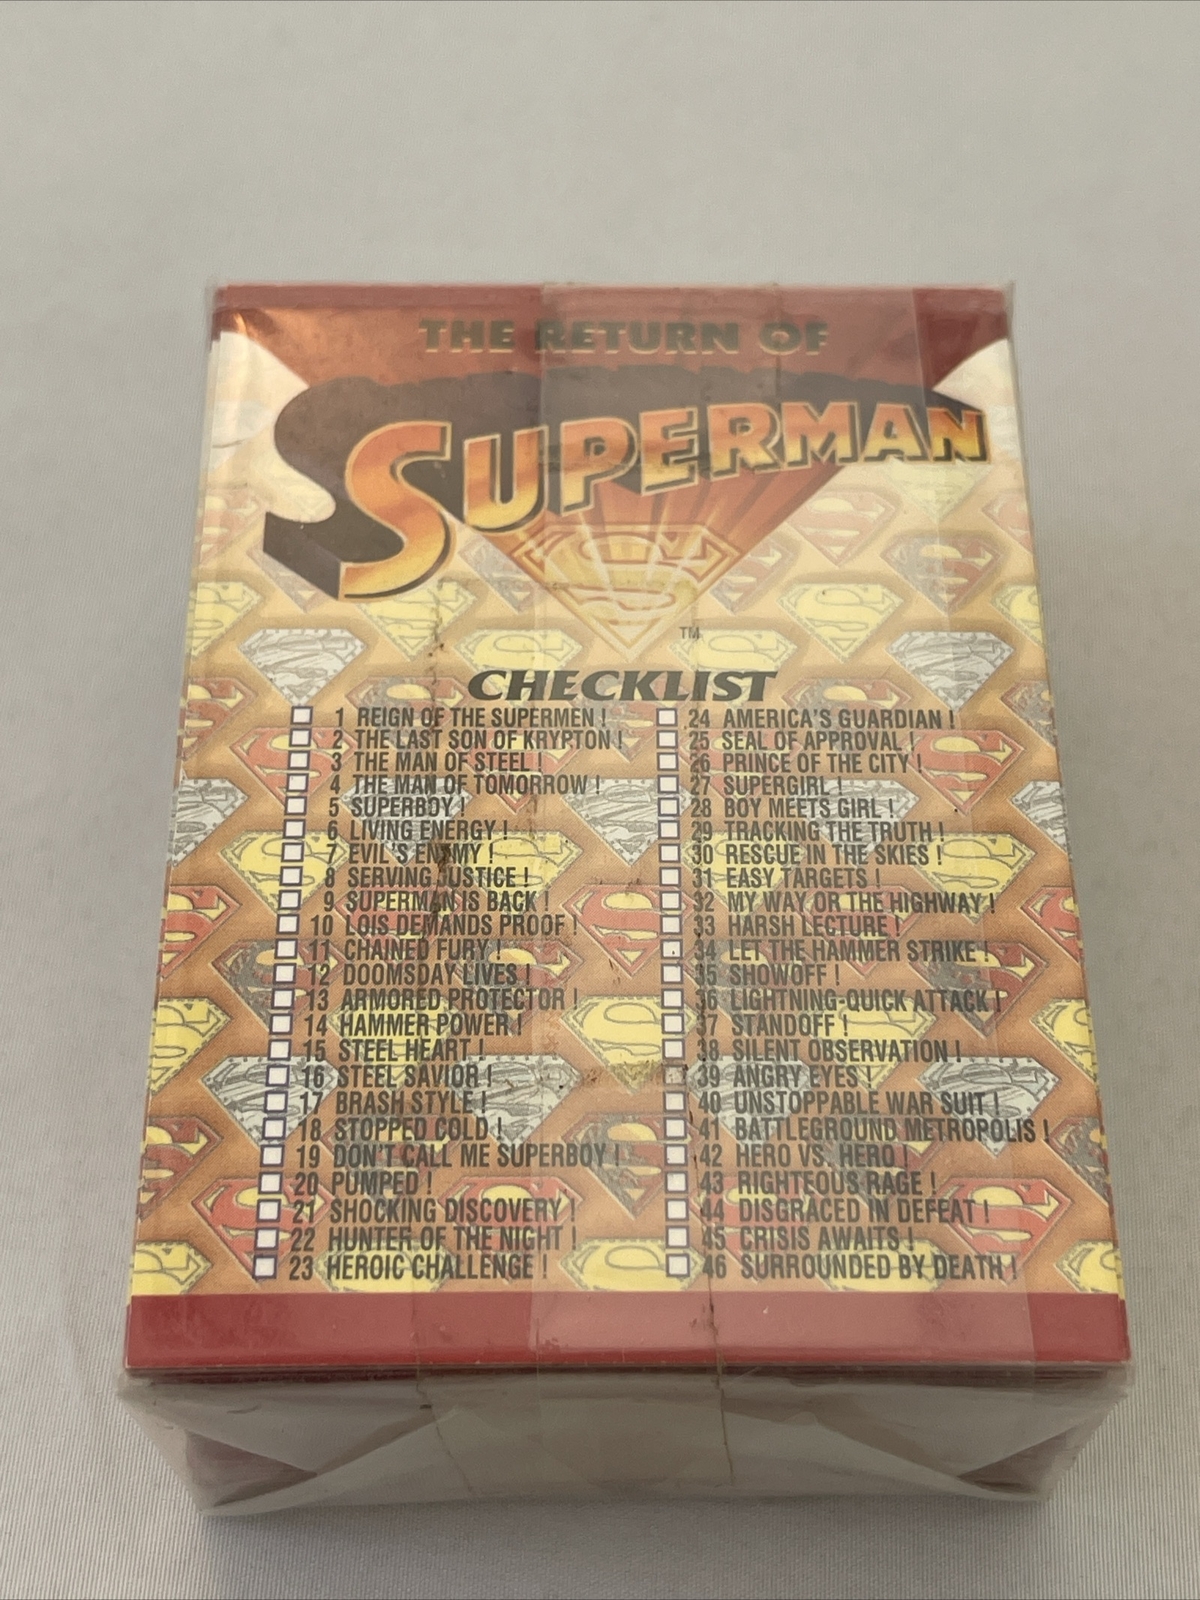 THE RETURN OF
SUPERMAN
TM
CHECKLIST
1 REIGN OF THE SUPERMEN !
2 THE LAST SON OF KRYPTON !
3 THE MAN OF STEEL !
4 THE MAN OF TOMORROW !
5 SUPERBOY !
6 LIVING ENERGY !
7 EVIL'S ENEMY !
8 SERVING JUSTICE !
9 SUPERMAN IS BACK !
10 LOIS DEMANDS PROOF !
11 CHAINED FURY !
12 DOOMSDAY LIVES !
13 ARMORED PROTECTOR !
14 HAMMER POWER !
15 STEEL HEART !
16 STEEL SAVIOR !
17 BRASH STYLE !
18 STOPPED COLD !
19 DON'T CALL ME SUPERBOY !
20 PUMPED !
21 SHOCKING DISCOVERY !
22 HUNTER OF THE NIGHT !
23 HEROIC CHALLENGE !
24 AMERICA'S GUARDIAN !
25 SEAL OF APPROVAL !
26 PRINCE OF THE CITY !
27 SUPERGIRL !
28 BOY MEETS GIRL !
29 TRACKING THE TRUTH !
30 RESCUE IN THE SKIES !
31 EASY TARGETS !
32 MY WAY OR THE HIGHWAY !
33 HARSH LECTURE !
34 LET THE HAMMER STRIKE !
35 SHOWOFF !
36 LIGHTNING-QUICK ATTACK !
37 STANDOFF !
38 SILENT OBSERVATION !
39 ANGRY EYES !
40 UNSTOPPABLE WAR SUIT !
41 BATTLEGROUND METROPOLIS !
42 HERO VS. HERO !
43 RIGHTEOUS RAGE !
44 DISGRACED IN DEFEAT !
45 CRISIS AWAITS !
46 SURROUNDED BY DEATH !